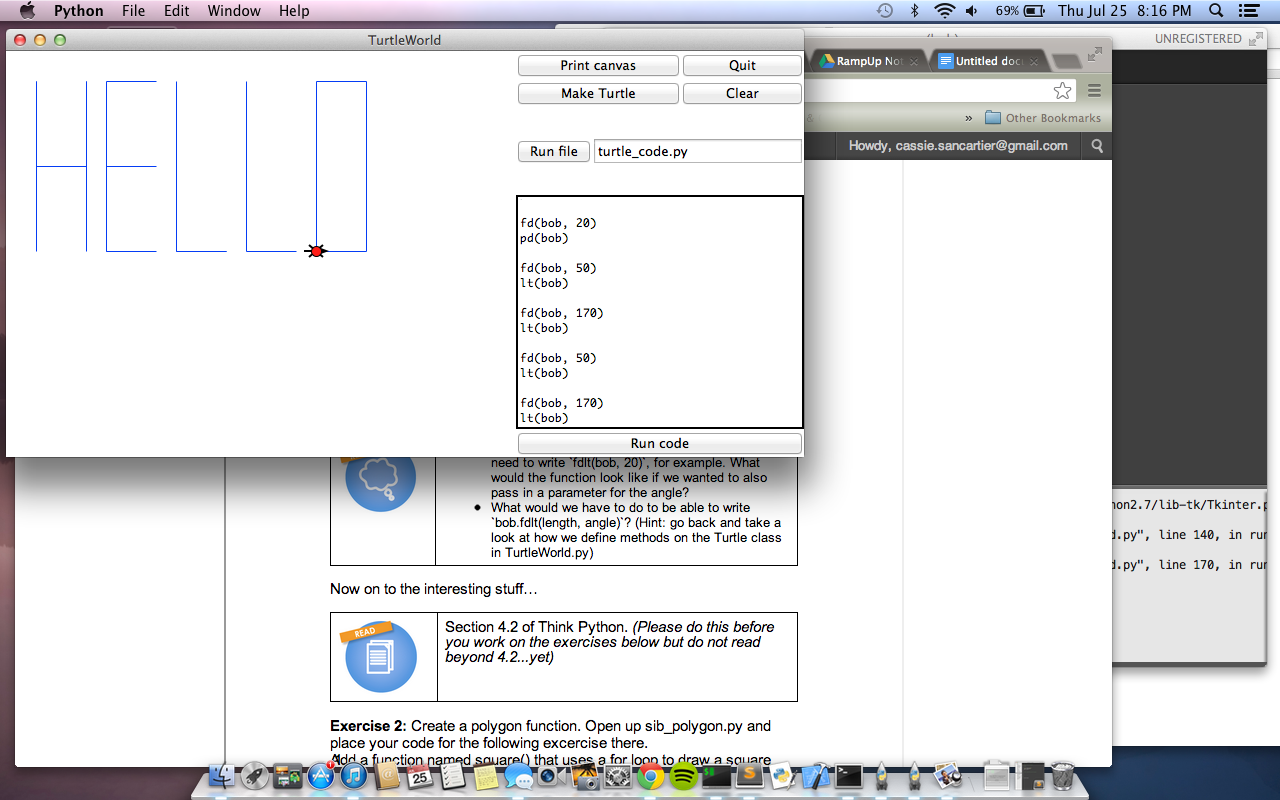 Python File Edit Window Help 69% Thu Jul 25 8:16 PM
TurtleWorld
UNREGISTERED
HELLO
Print canvas Quit
Make Turtle Clear
Run file turtle_code.py
fd(bob, 20)
pd(bob)
fd(bob, 50)
lt(bob)
fd(bob, 170)
lt(bob)
fd(bob, 50)
lt(bob)
fd(bob, 170)
lt(bob)
Run code
RampUp Not Untitled doc
» Other Bookmarks
Howdy, cassie.sancartier@gmail.com
need to write `fdlt(bob, 20)`, for example. What
would the function look like if we wanted to also
pass in a parameter for the angle?
• What would we have to do to be able to write
`bob.fdlt(length, angle)`? (Hint: go back and take a
look at how we define methods on the Turtle class
in TurtleWorld.py)
Now on to the interesting stuff...
READ
Section 4.2 of Think Python. (Please do this before
you work on the exercises below but do not read
beyond 4.2...yet)
Exercise 2: Create a polygon function. Open up sib_polygon.py and
place your code for the following excercise there.
Add a function named square() that uses a for loop to draw a square
hon2.7/lib-tk/Tkinter.p
d.py", line 140, in run
d.py", line 170, in run
25